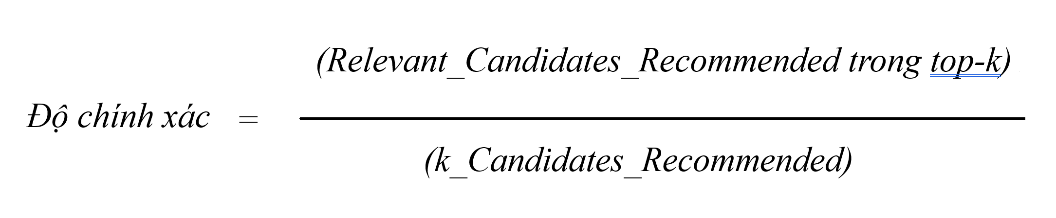 (Relevant_Candidates_Recommended trong top-k)
Độ chính xác =
(k_Candidates_Recommended)